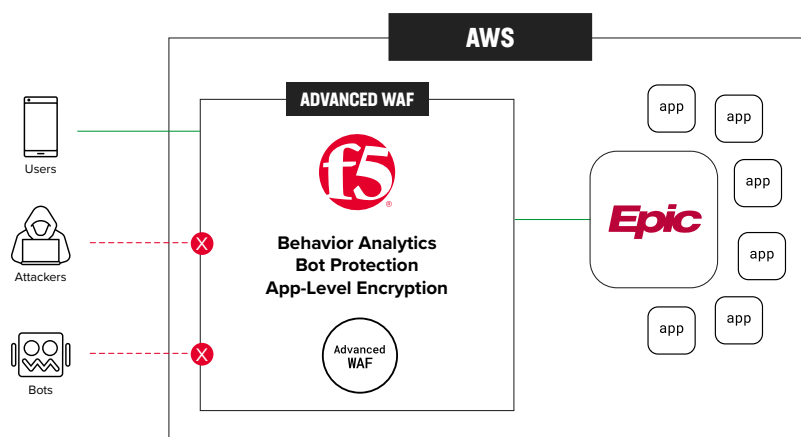 AWS
ADVANCED WAF
f5
®
Users
Attackers
Bots
X
X
Behavior Analytics
Bot Protection
App-Level Encryption
Advanced
WAF
Epic
app
app
app
app
app
app